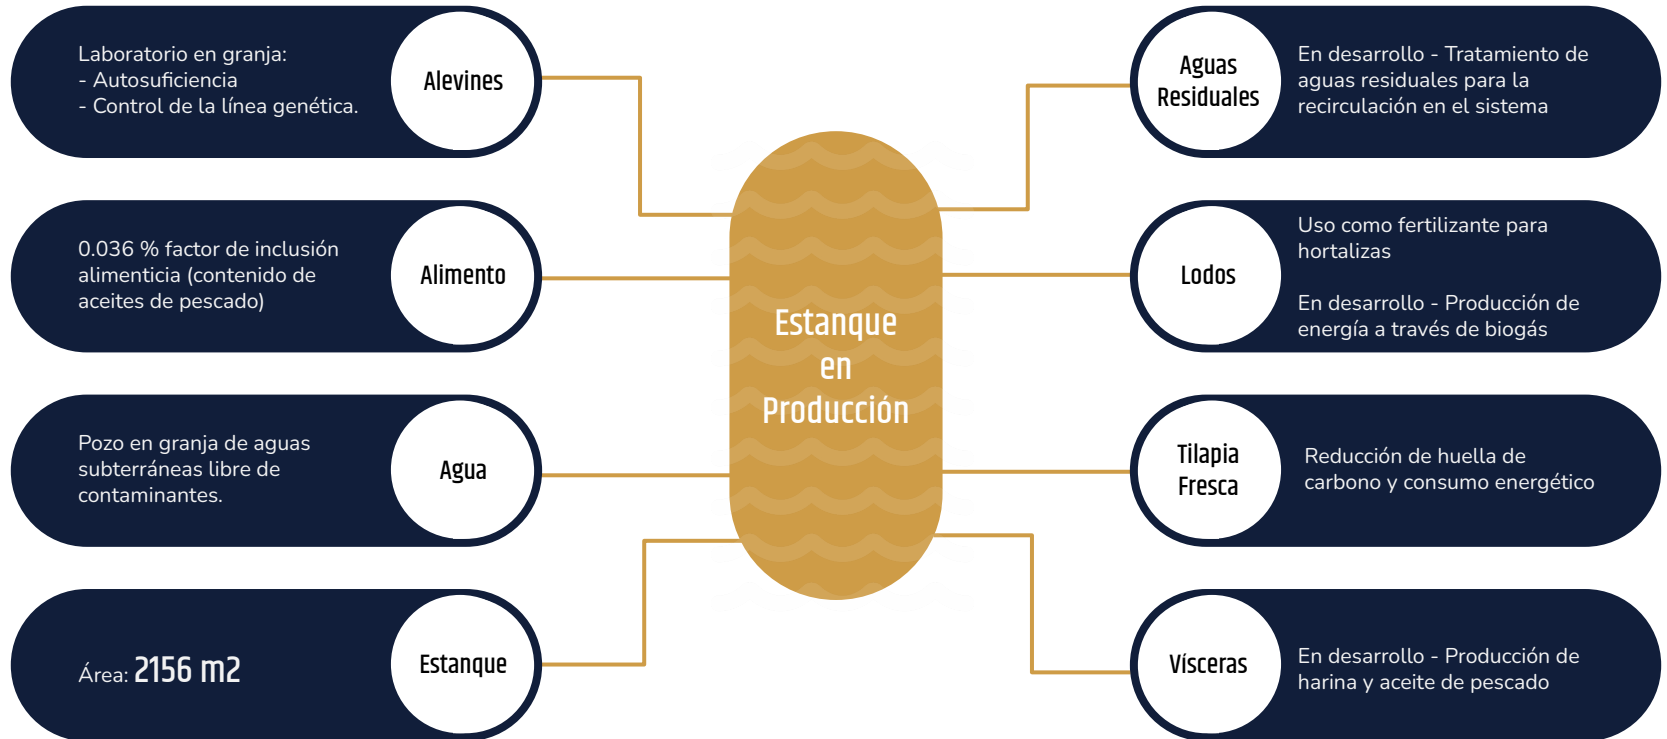 Laboratorio en granja:
- Autosuficiencia
- Control de la línea genética.
Alevines
0.036 % factor de inclusión
alimenticia (contenido de
aceites de pescado)
Alimento
Pozo en granja de aguas
subterráneas libre de
contaminantes.
Agua
Área: 2156 m2
Estanque
Estanque
en
Producción
Aguas
Residuales
En desarrollo - Tratamiento de
aguas residuales para la
recirculación en el sistema
Lodos
Uso como fertilizante para
hortalizas
En desarrollo - Producción de
energía a través de biogás
Tilapia
Fresca
Reducción de huella de
carbono y consumo energético
Vísceras
En desarrollo - Producción de
harina y aceite de pescado